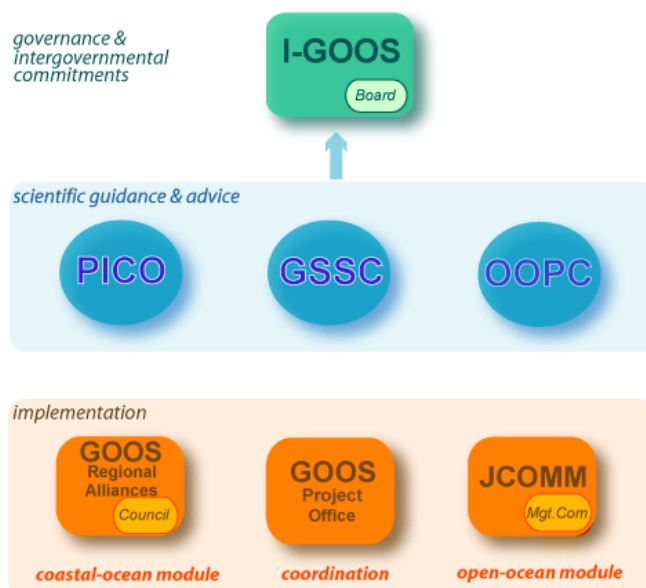 governance &
intergovernmental
commitments
I-GOOS
Board
scientific guidance & advice
PICO
GSSC
OOPC
implementation
GOOS
Regional
Alliances
Council
GOOS
Project
Office
JCOMM
Mgt.Com
coastal-ocean module
coordination
open-ocean module